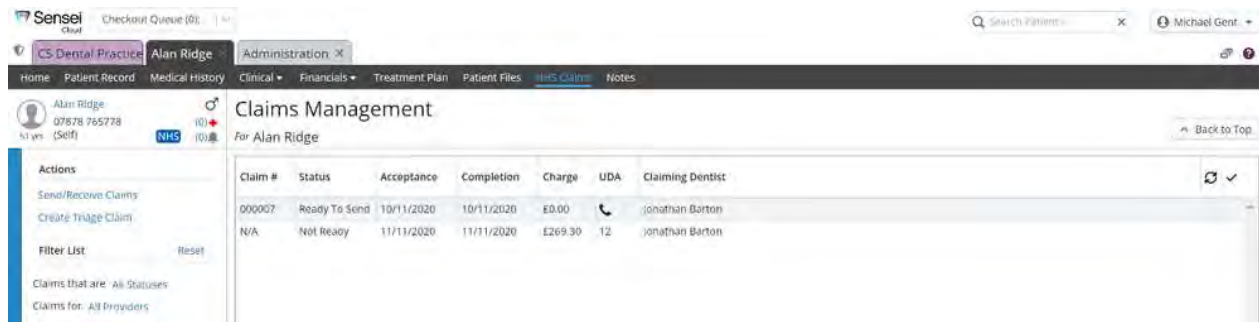 Sensei Checkout Queue (0):
Cloud
Search Patients X Michael Gent
CS Dental Practice Alan Ridge Administration X
Home Patient Record Medical History Clinical Financials Treatment Plan Patient Files NHS Claims Notes
Alan Ridge
07878 765778 (0)
(Self) NHS (0)
Claims Management
For Alan Ridge
Back to Top
Actions
Send/Receive Claims
Create Triage Claim
Filter List Reset
Claims that are All Statuses
Claims for All Providers
Claim # Status Acceptance Completion Charge UDA Claiming Dentist
000007 Ready To Send 10/11/2020 10/11/2020 £0.00 Jonathan Barton
N/A Not Ready 11/11/2020 11/11/2020 £269.30 12 Jonathan Barton